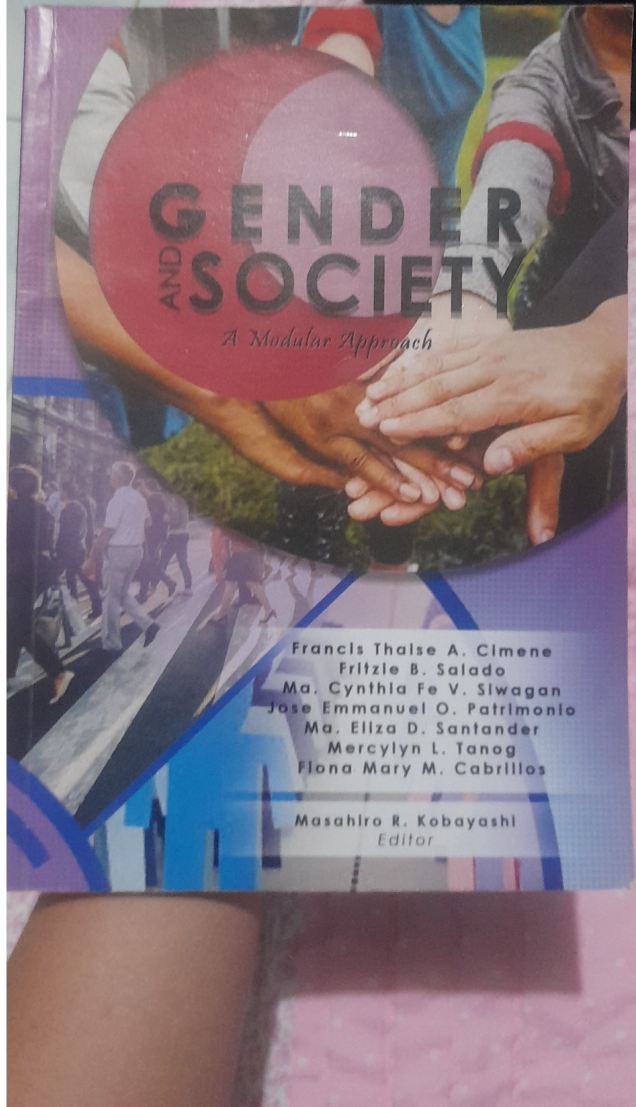 GENDER
AND SOCIETY
A Modular Approach
Francis Thaise A. Cimene
Fritzie B. Salado
Ma. Cynthia Fe V. Siwagan
Jose Emmanuel O. Patrimonio
Ma. Eliza D. Santander
Mercylyn L. Tanog
Fiona Mary M. Cabrillos
Masahiro R. Kobayashi
Editor